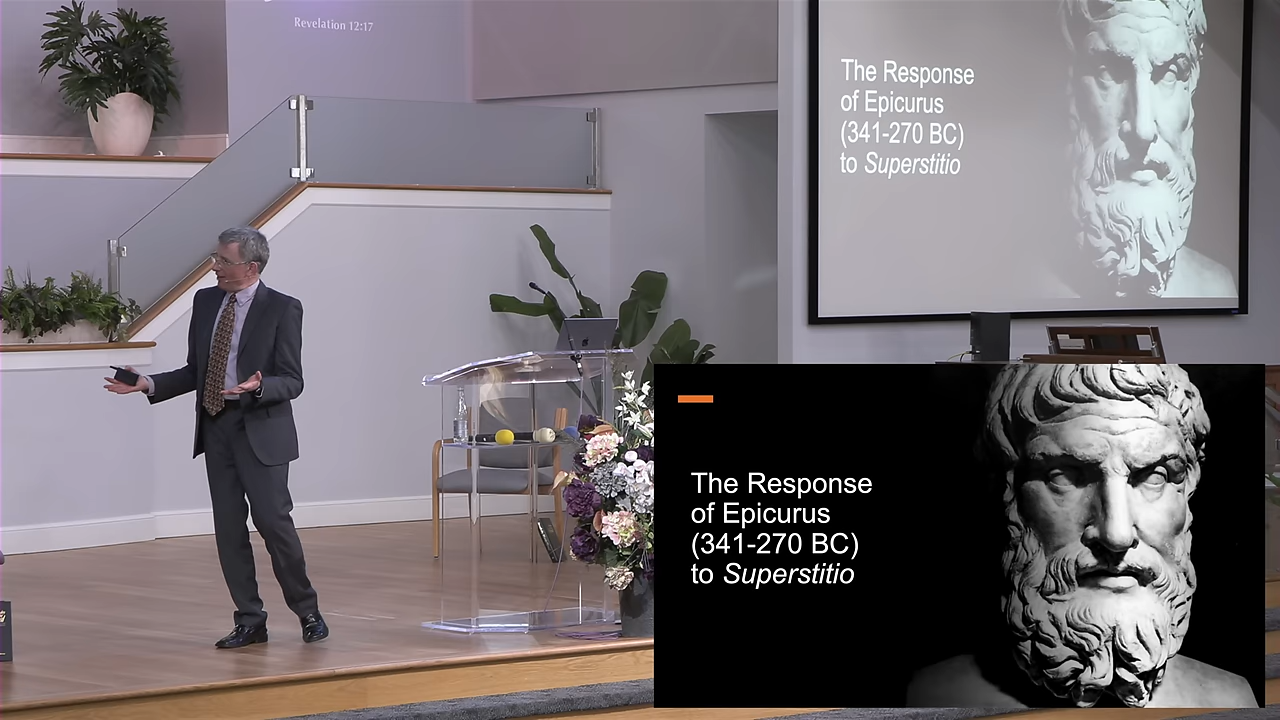 Revelation 12:17
The Response
of Epicurus
(341-270 BC)
to Superstitio
The Response
of Epicurus
(341-270 BC)
to Superstitio